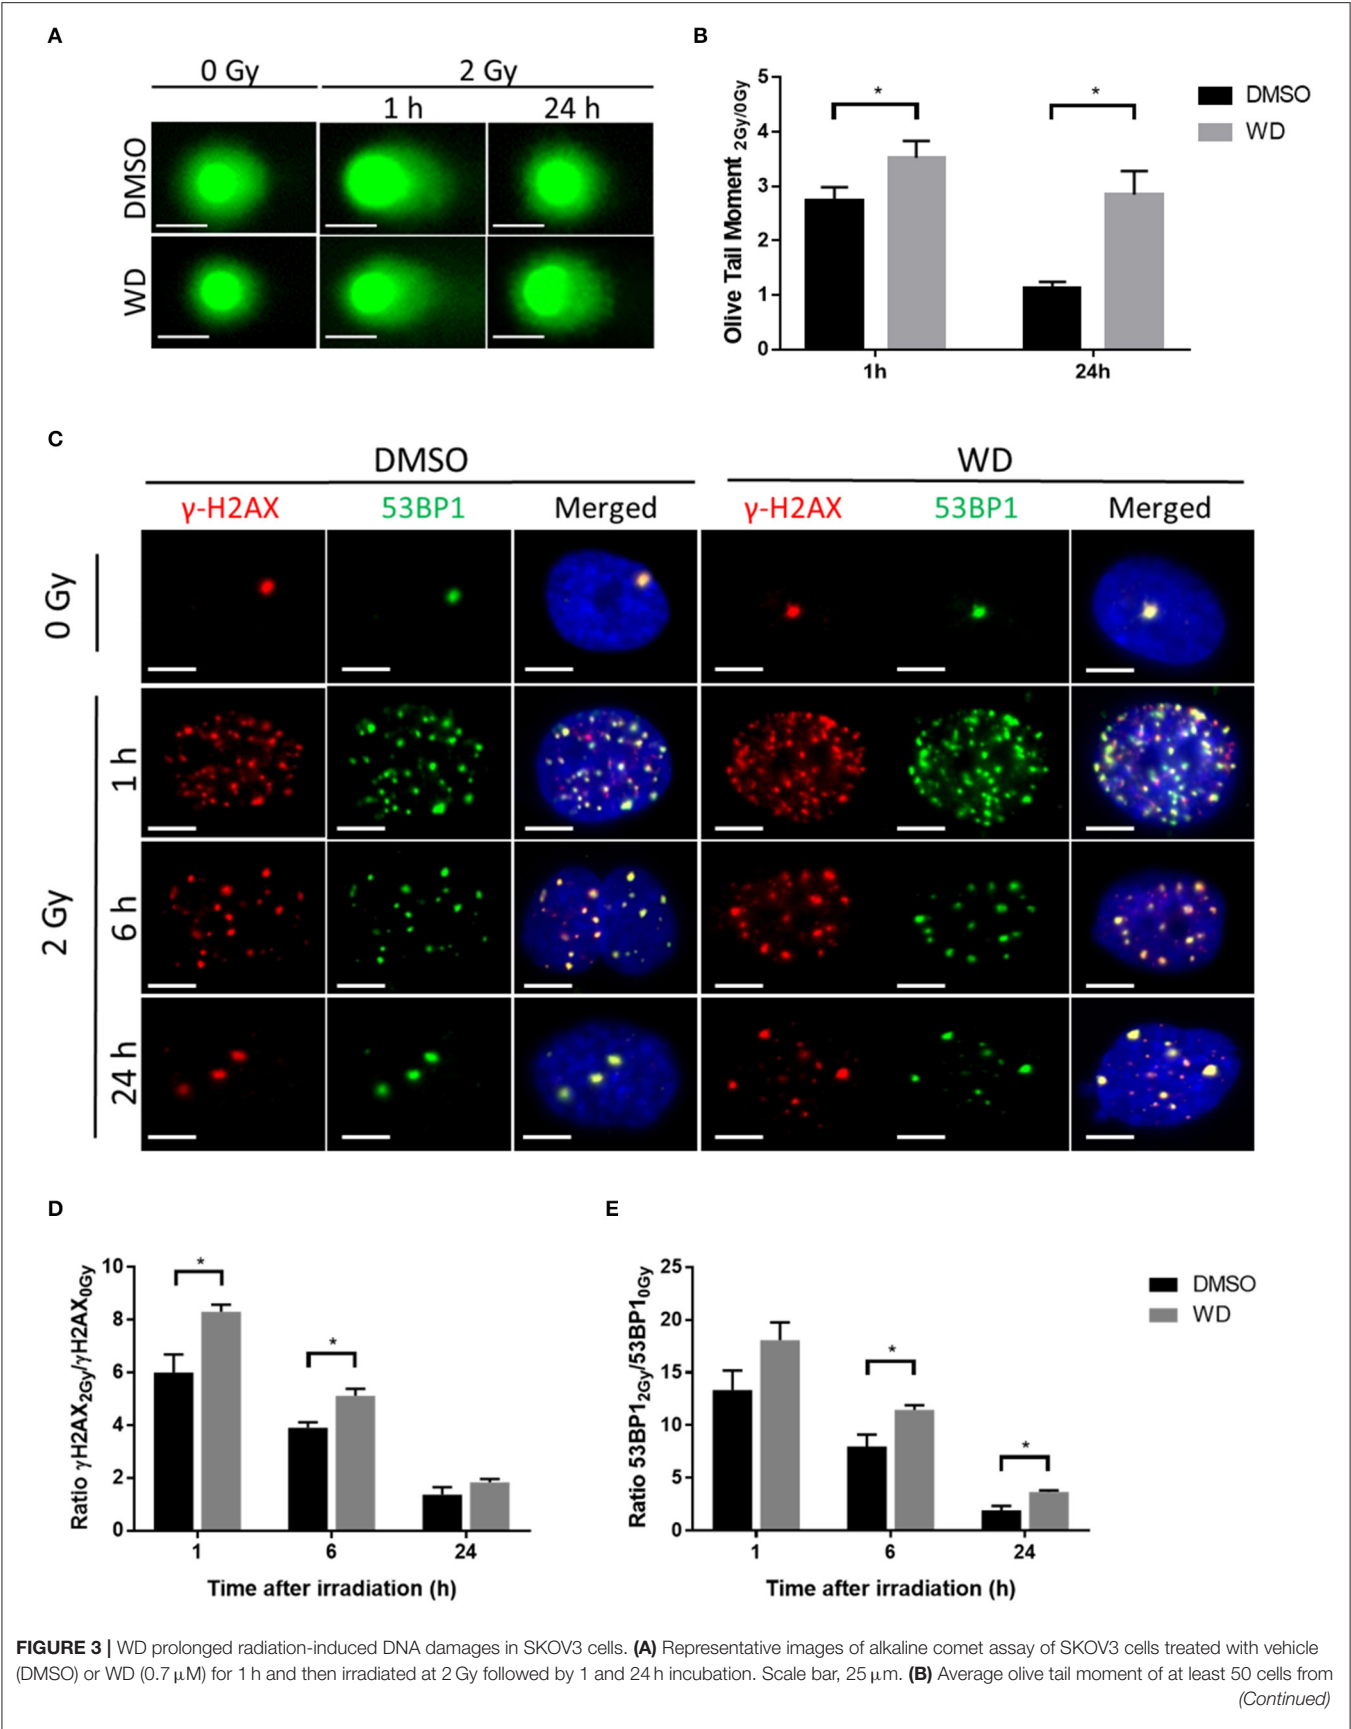 A
0 Gy 2 Gy
1 h 24 h
DMSO
WD
B
Olive Tail Moment 2Gy/0Gy
5
4
3
2
1
0
*
*
1h 24h
DMSO
WD
C
DMSO WD
γ-H2AX 53BP1 Merged γ-H2AX 53BP1 Merged
0 Gy
2 Gy
1 h
6 h
24 h
D
Ratio γH2AX2Gy/γH2AX0Gy
10
8
6
4
2
0
*
*
1 6 24
Time after irradiation (h)
E
Ratio 53BP12Gy/53BP10Gy
25
20
15
10
5
0
*
*
1 6 24
Time after irradiation (h)
DMSO
WD
FIGURE 3 | WD prolonged radiation-induced DNA damages in SKOV3 cells. (A) Representative images of alkaline comet assay of SKOV3 cells treated with vehicle
(DMSO) or WD (0.7 μM) for 1 h and then irradiated at 2 Gy followed by 1 and 24 h incubation. Scale bar, 25 μm. (B) Average olive tail moment of at least 50 cells from
(Continued)